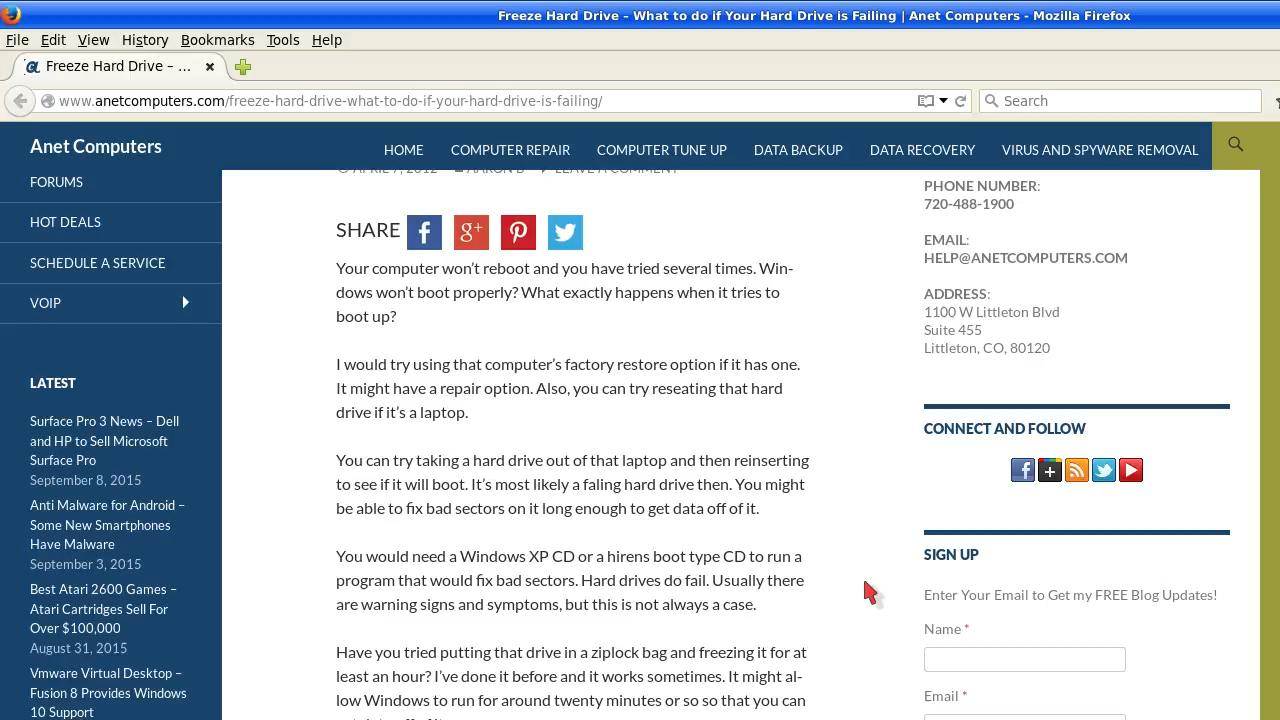 Freeze Hard Drive – What to do if Your Hard Drive is Failing | Anet Computers - Mozilla Firefox
File Edit View History Bookmarks Tools Help
Freeze Hard Drive – ...
www.anetcomputers.com/freeze-hard-drive-what-to-do-if-your-hard-drive-is-failing/
Search
Anet Computers
HOME COMPUTER REPAIR COMPUTER TUNE UP DATA BACKUP DATA RECOVERY VIRUS AND SPYWARE REMOVAL
FORUMS
HOT DEALS
SCHEDULE A SERVICE
VOIP
LATEST
Surface Pro 3 News – Dell
and HP to Sell Microsoft
Surface Pro
September 8, 2015
Anti Malware for Android –
Some New Smartphones
Have Malware
September 3, 2015
Best Atari 2600 Games –
Atari Cartridges Sell For
Over $100,000
August 31, 2015
Vmware Virtual Desktop –
Fusion 8 Provides Windows
10 Support
APRIL 7, 2012 AARON B LEAVE A COMMENT
SHARE
Your computer won’t reboot and you have tried several times. Win-
dows won’t boot properly? What exactly happens when it tries to
boot up?
I would try using that computer’s factory restore option if it has one.
It might have a repair option. Also, you can try reseating that hard
drive if it’s a laptop.
You can try taking a hard drive out of that laptop and then reinserting
to see if it will boot. It’s most likely a faling hard drive then. You might
be able to fix bad sectors on it long enough to get data off of it.
You would need a Windows XP CD or a hirens boot type CD to run a
program that would fix bad sectors. Hard drives do fail. Usually there
are warning signs and symptoms, but this is not always a case.
Have you tried putting that drive in a ziplock bag and freezing it for at
least an hour? I’ve done it before and it works sometimes. It might al-
low Windows to run for around twenty minutes or so so that you can
PHONE NUMBER:
720-488-1900
EMAIL:
HELP@ANETCOMPUTERS.COM
ADDRESS:
1100 W Littleton Blvd
Suite 455
Littleton, CO, 80120
CONNECT AND FOLLOW
SIGN UP
Enter Your Email to Get my FREE Blog Updates!
Name *
Email *